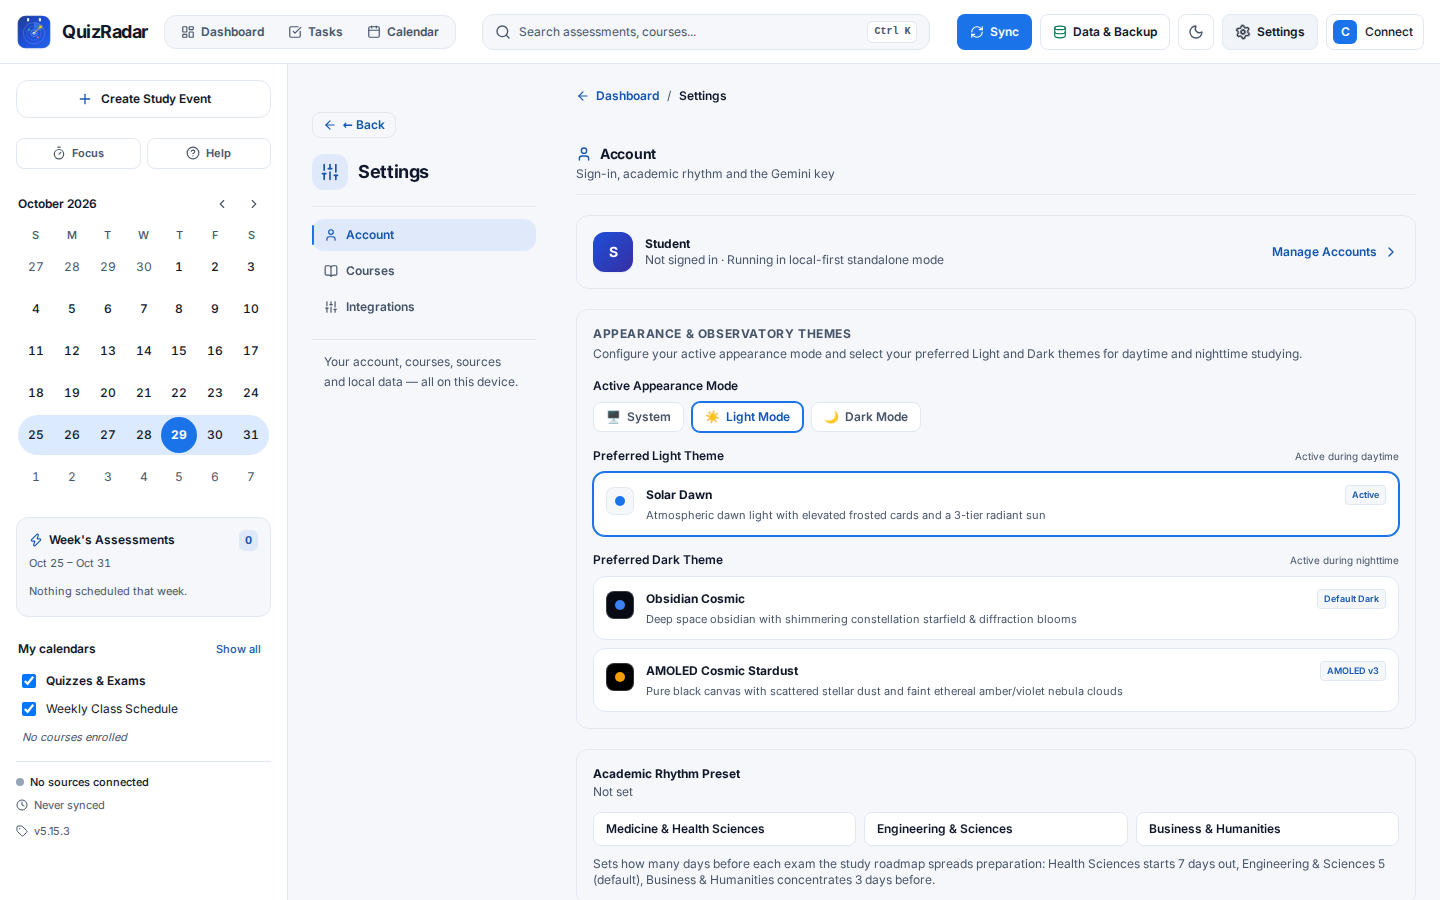 QuizRadar
Dashboard
Tasks
Calendar
Search assessments, courses...
Ctrl K
Sync
Data & Backup
Settings
C
Connect
Create Study Event
Focus
Help
October 2026
S M T W T F S
27 28 29 30 1 2 3
4 5 6 7 8 9 10
11 12 13 14 15 16 17
18 19 20 21 22 23 24
25 26 27 28 29 30 31
1 2 3 4 5 6 7
Week's Assessments
0
Oct 25 – Oct 31
Nothing scheduled that week.
My calendars
Show all
Quizzes & Exams
Weekly Class Schedule
No courses enrolled
No sources connected
Never synced
v5.15.3
← Back
Settings
Account
Courses
Integrations
Your account, courses, sources
and local data — all on this device.
Dashboard / Settings
Account
Sign-in, academic rhythm and the Gemini key
S
Student
Not signed in · Running in local-first standalone mode
Manage Accounts
APPEARANCE & OBSERVATORY THEMES
Configure your active appearance mode and select your preferred Light and Dark themes for daytime and nighttime studying.
Active Appearance Mode
🖥️ System
☀️ Light Mode
🌙 Dark Mode
Preferred Light Theme
Active during daytime
Solar Dawn
Active
Atmospheric dawn light with elevated frosted cards and a 3-tier radiant sun
Preferred Dark Theme
Active during nighttime
Obsidian Cosmic
Default Dark
Deep space obsidian with shimmering constellation starfield & diffraction blooms
AMOLED Cosmic Stardust
AMOLED v3
Pure black canvas with scattered stellar dust and faint ethereal amber/violet nebula clouds
Academic Rhythm Preset
Not set
Medicine & Health Sciences
Engineering & Sciences
Business & Humanities
Sets how many days before each exam the study roadmap spreads preparation: Health Sciences starts 7 days out, Engineering & Sciences 5
(default), Business & Humanities concentrates 3 days before.